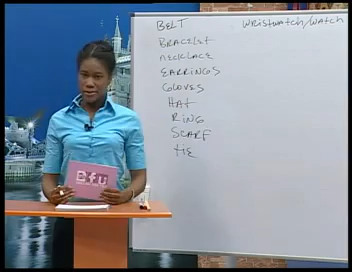 BELT WRISTWATCH/WATCH
BRACELET
NECKLACE
EARRINGS
GLOVES
HAT
RING
SCARF
TIE
Efu